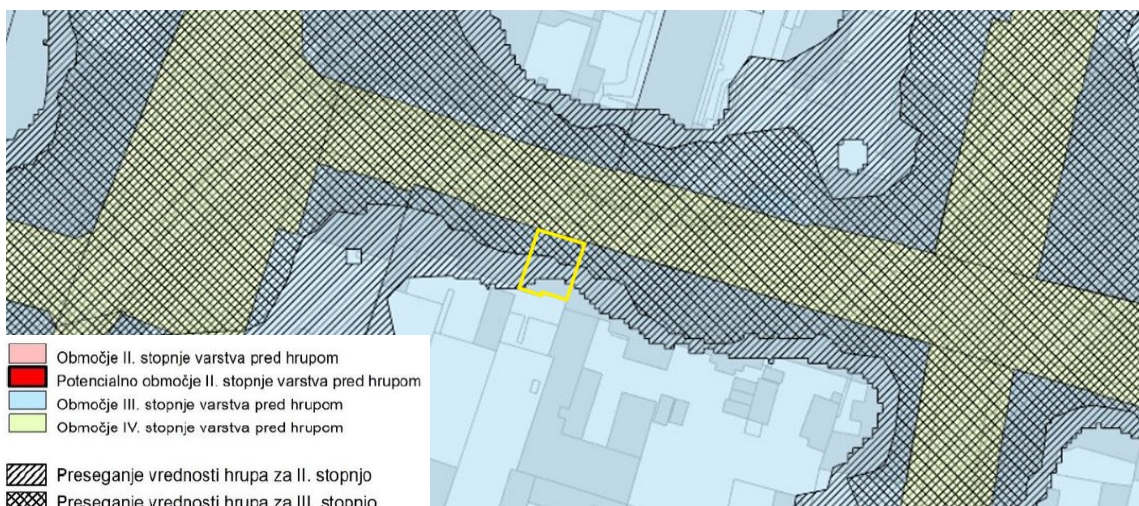 Območje II. stopnje varstva pred hrupom
Potencialno območje II. stopnje varstva pred hrupom
Območje III. stopnje varstva pred hrupom
Območje IV. stopnje varstva pred hrupom
Preseganje vrednosti hrupa za II. stopnjo
Preseganje vrednosti hrupa za III. stopnjo